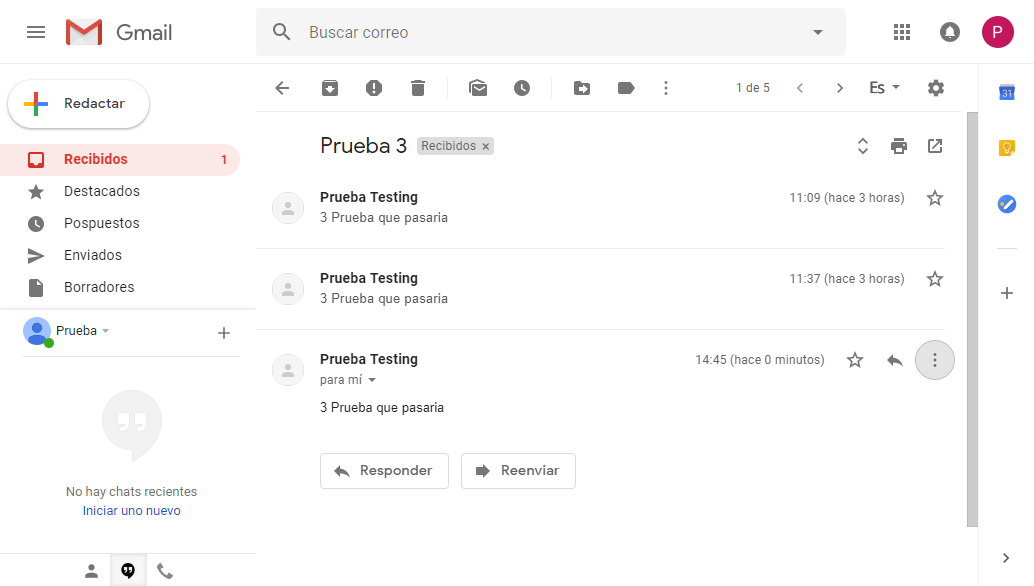 Gmail
Buscar correo
P
Redactar
1 de 5
Es
31
Recibidos 1
Destacados
Pospuestos
Enviados
Borradores
Prueba
No hay chats recientes
Iniciar uno nuevo
Prueba 3 Recibidos ×
Prueba Testing 11:09 (hace 3 horas)
3 Prueba que pasaria
Prueba Testing 11:37 (hace 3 horas)
3 Prueba que pasaria
Prueba Testing 14:45 (hace 0 minutos)
para mí
3 Prueba que pasaria
Responder Reenviar